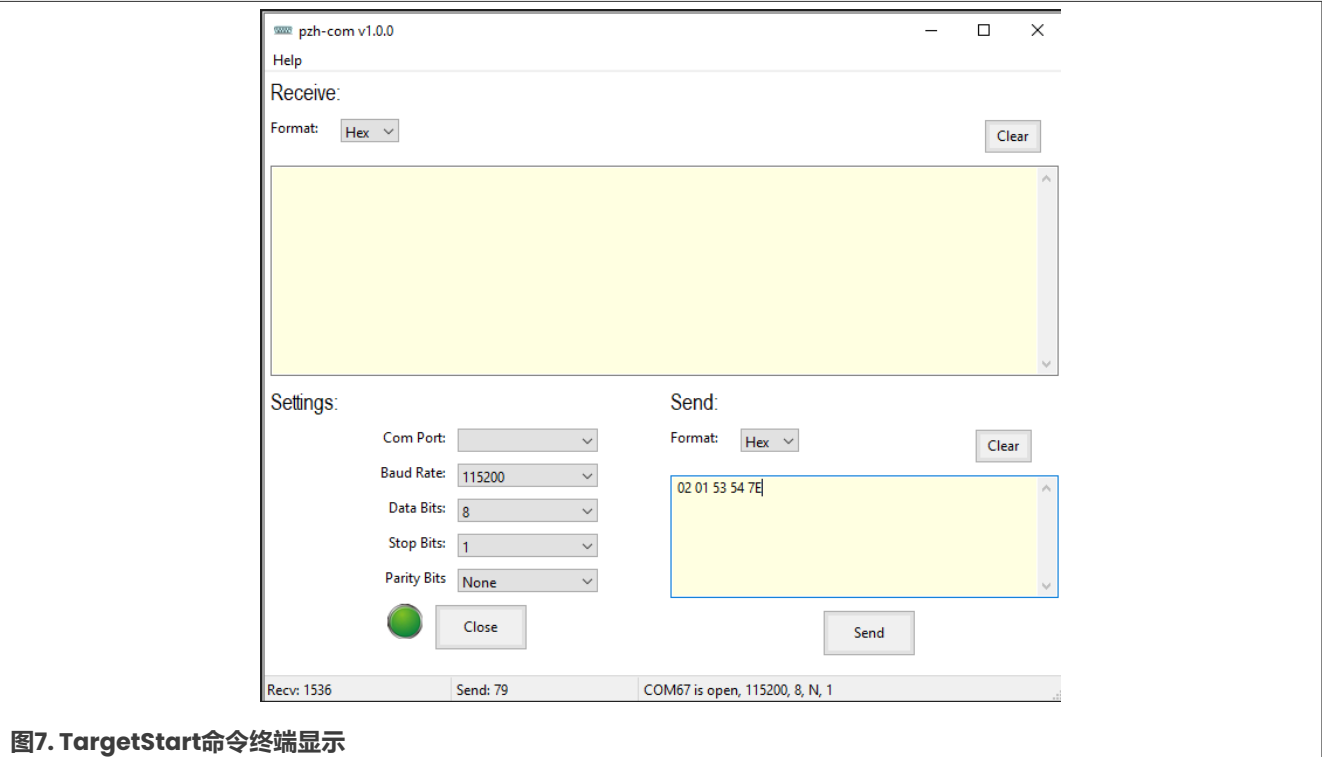 pzh-com v1.0.0
Help
Receive:
Format: Hex
Clear
Settings:
Send:
Com Port:
Format: Hex
Clear
Baud Rate: 115200
02 01 53 54 7E
Data Bits: 8
Stop Bits: 1
Parity Bits None
Close
Send
Recv: 1536 Send: 79 COM67 is open, 115200, 8, N, 1
图7. TargetStart命令终端显示